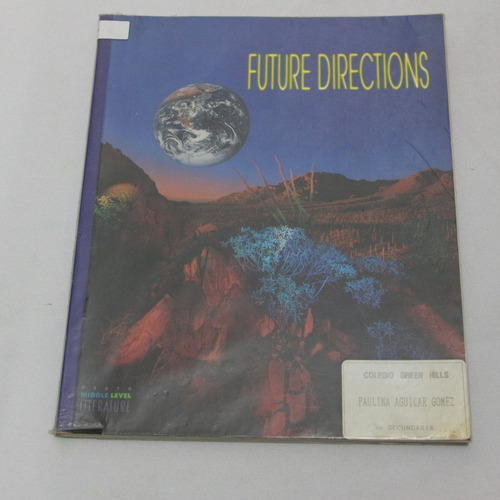 FUTURE DIRECTIONS
MIDDLE LEVEL
LITERATURE
COLEGIO GREEN HILLS
PAULINA AGUILAR GOMEZ
SECUNDARIA